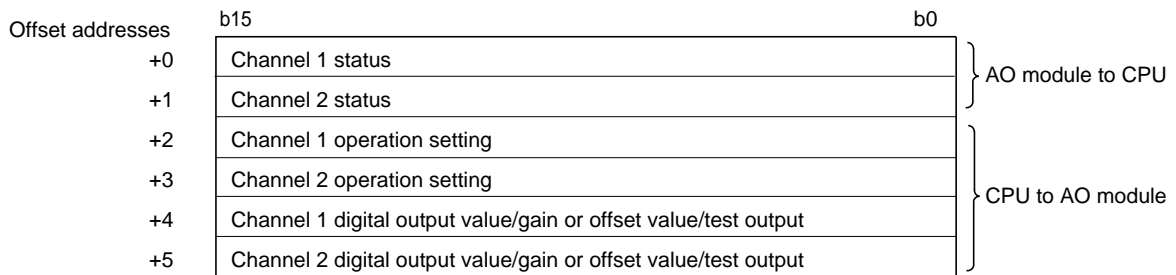 b15 b0
Offset addresses
+0 Channel 1 status
AO module to CPU
+1 Channel 2 status
+2 Channel 1 operation setting
+3 Channel 2 operation setting
CPU to AO module
+4 Channel 1 digital output value/gain or offset value/test output
+5 Channel 2 digital output value/gain or offset value/test output